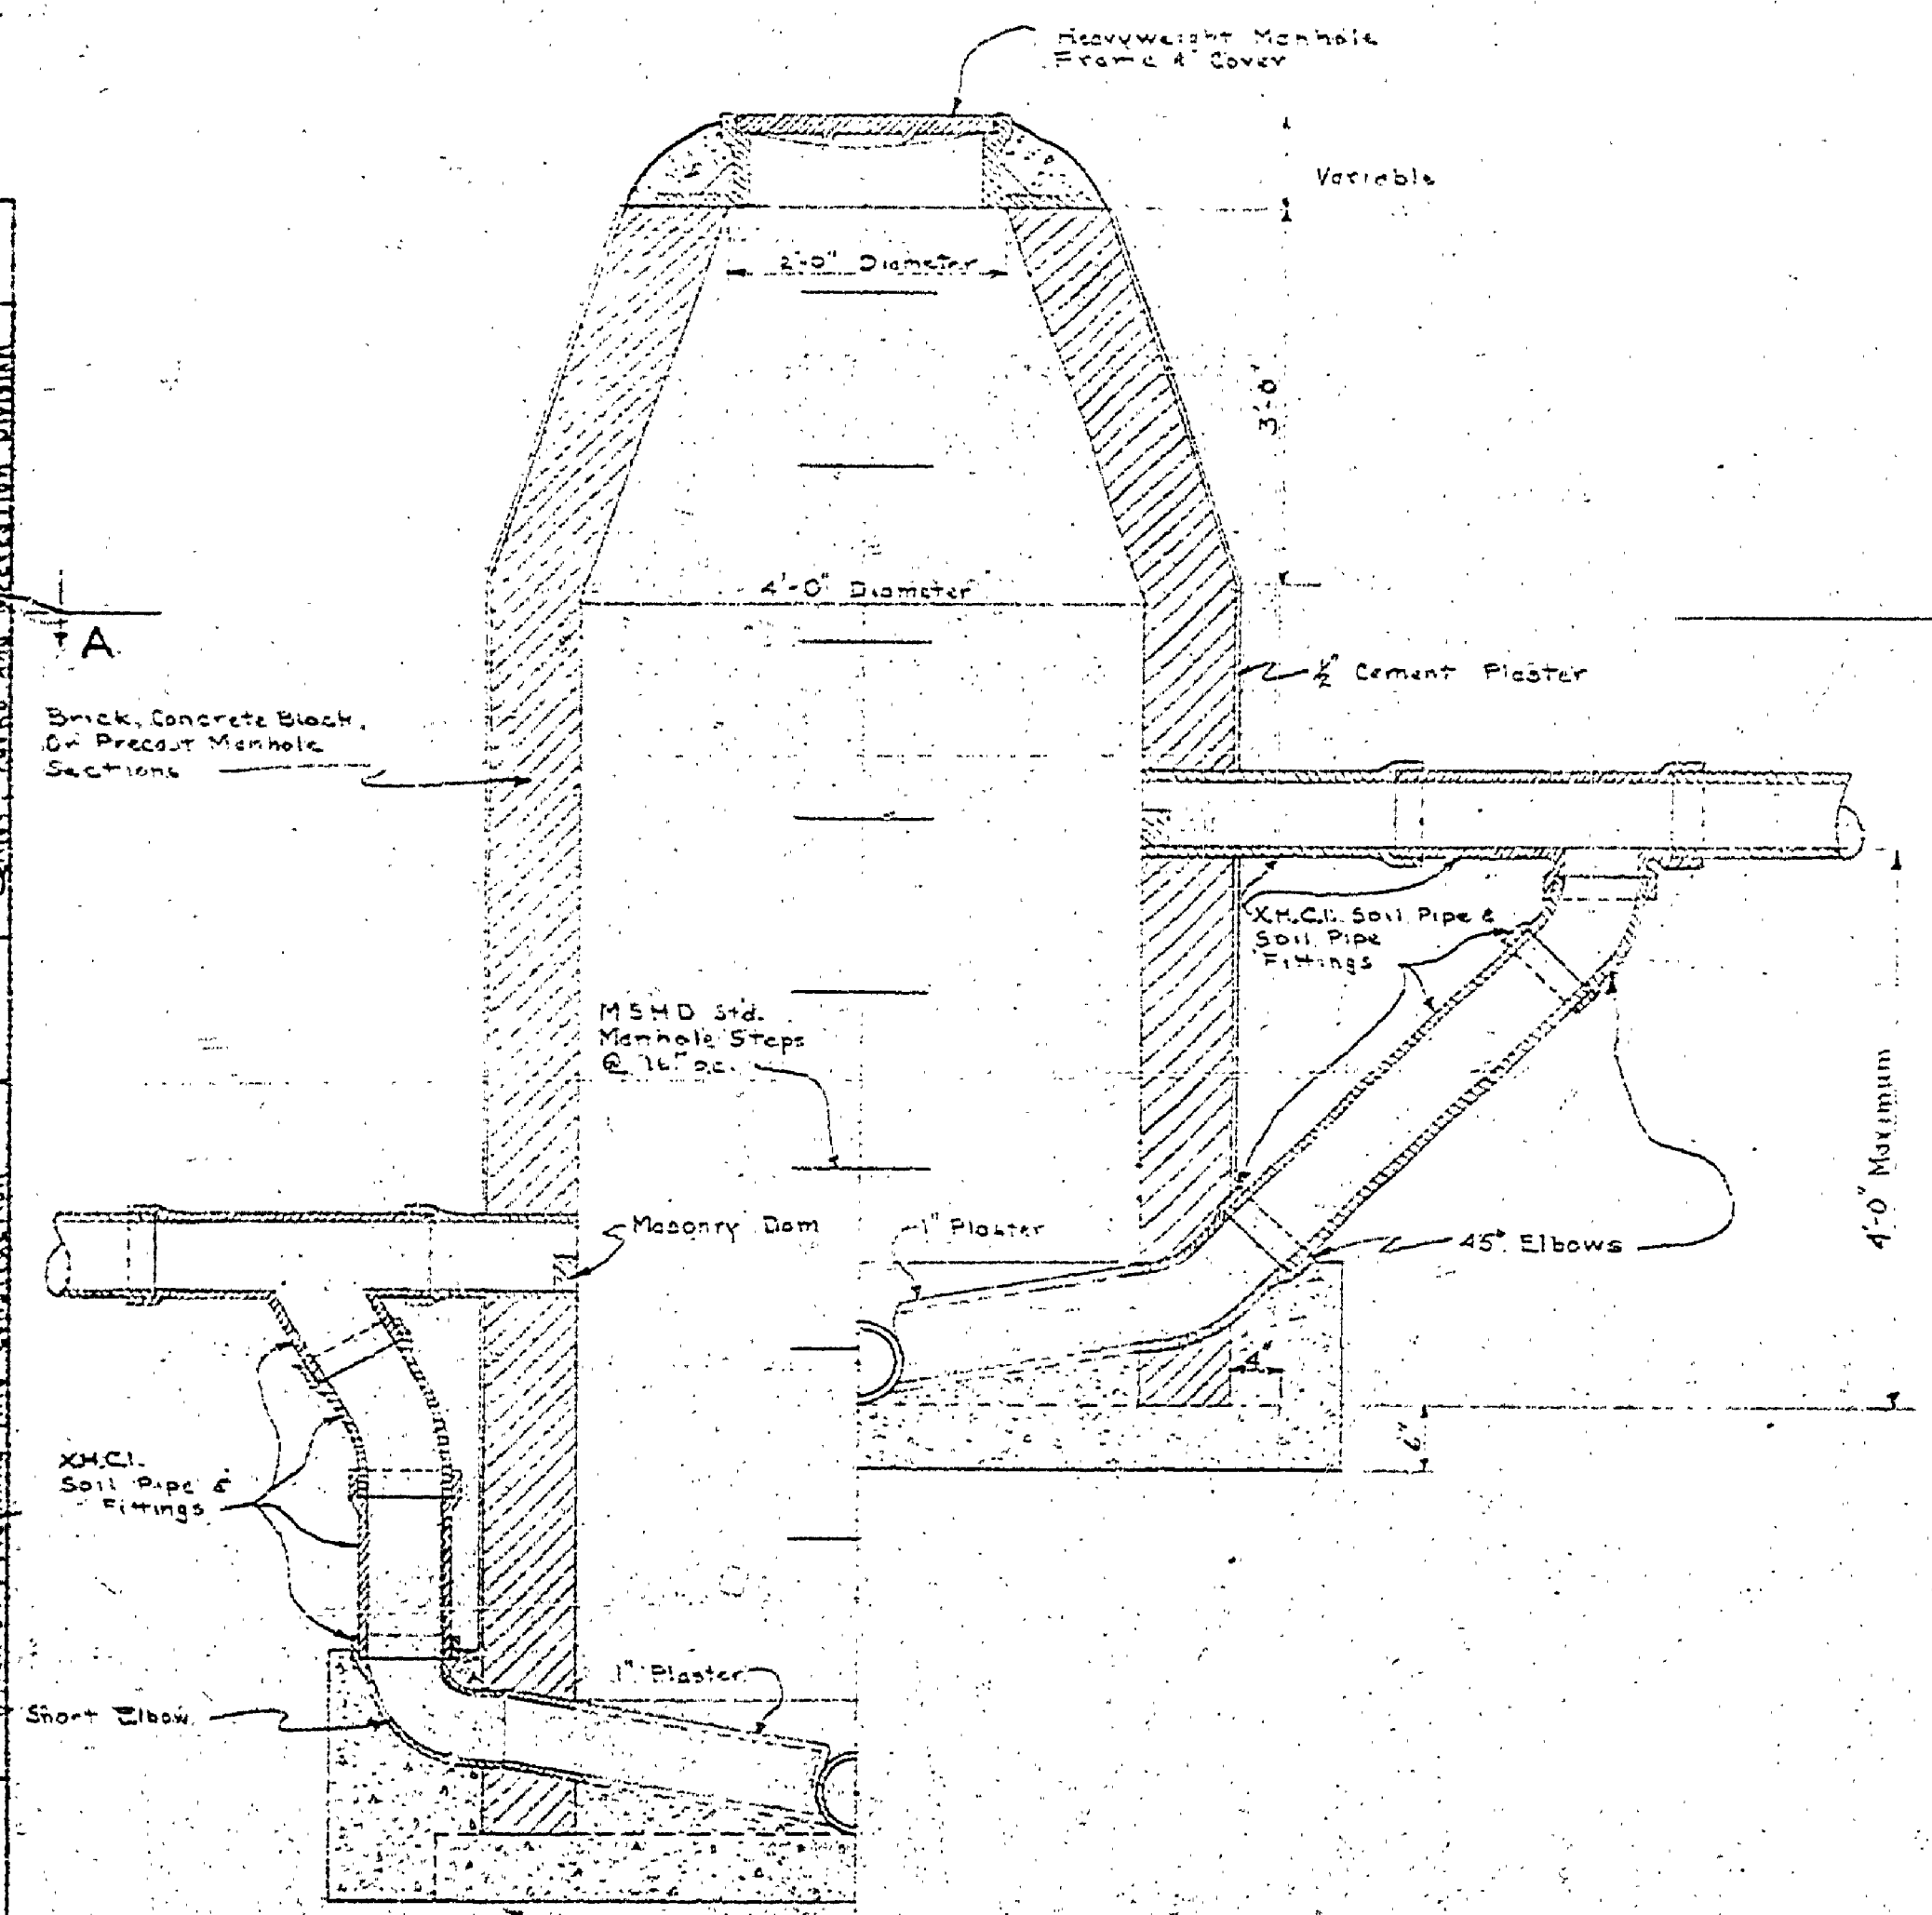 Heavyweight Manhole
Frame & Cover
Variable
2'-0" Diameter
3'-0"
4'-0" Diameter
A
1/2" Cement Plaster
Brick, Concrete Block,
Or Precast Manhole
Sections
X.H.C.I. Soil Pipe &
Soil Pipe
Fittings
MSHD Std.
Manhole Steps
@ 16" o.c.
4'-0" Maximum
Masonry Dam
1" Plaster
45° Elbows
4"
6"
X.H.C.I.
Soil Pipe &
Fittings
1" Plaster
Short Elbow